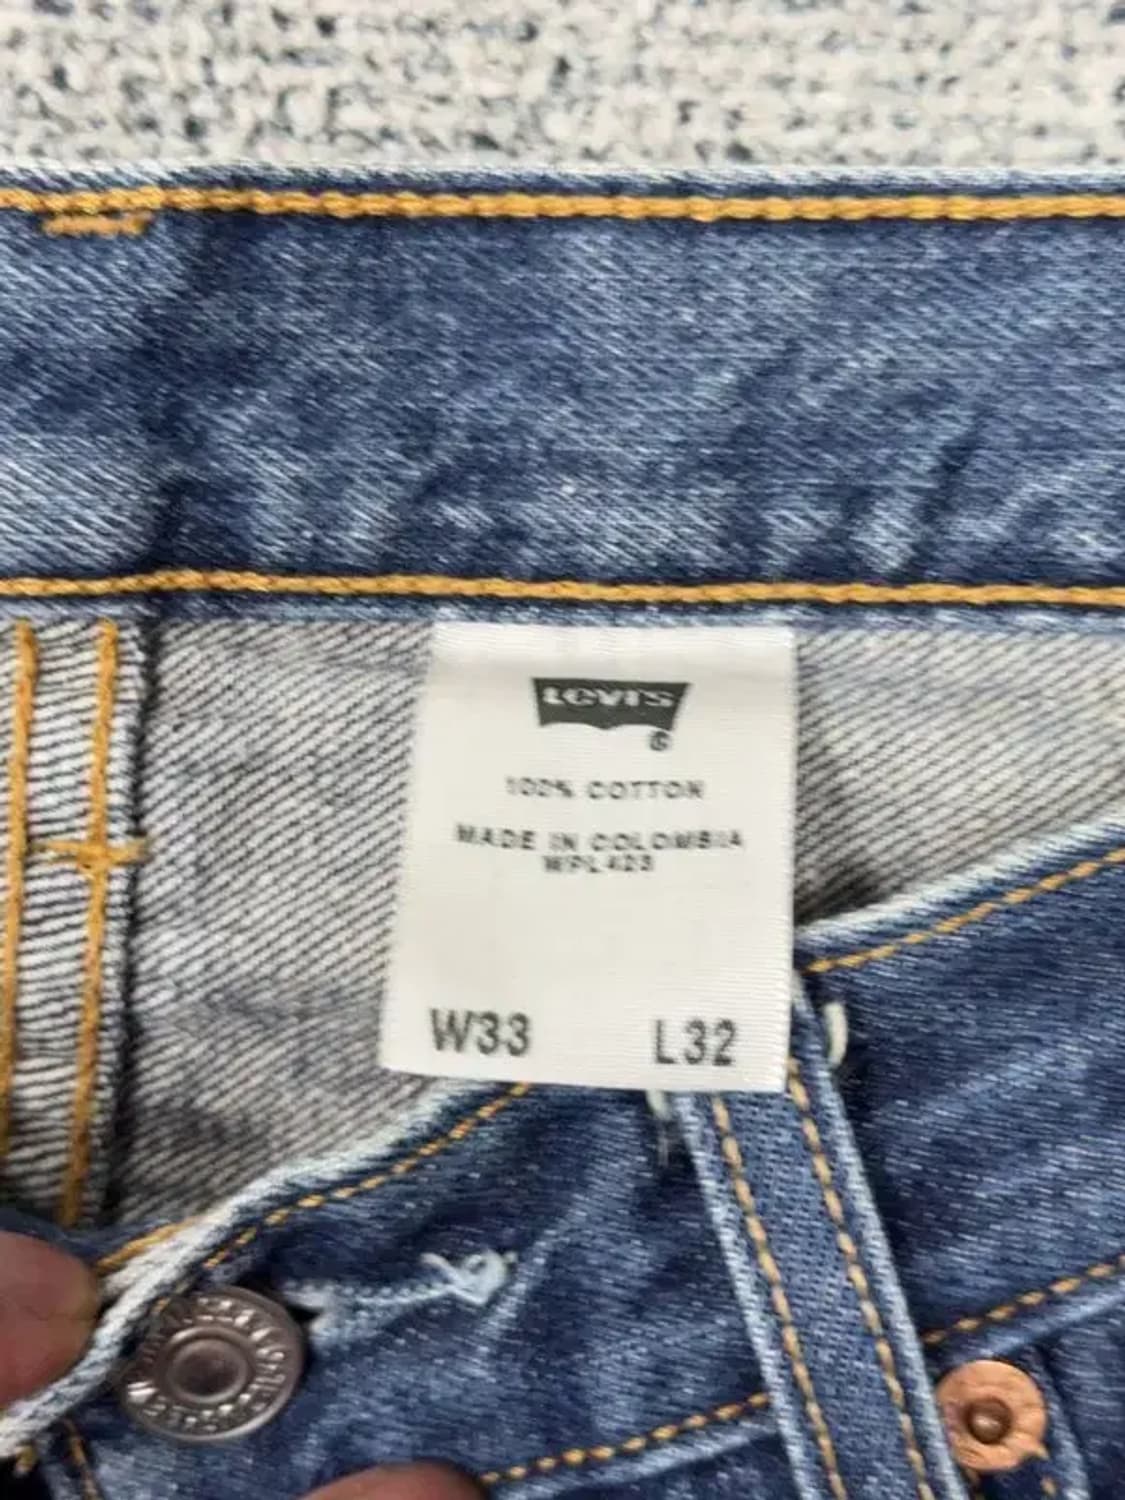 LEVI'S
®
100% COTTON
MADE IN COLOMBIA
WPL423
W33 L32